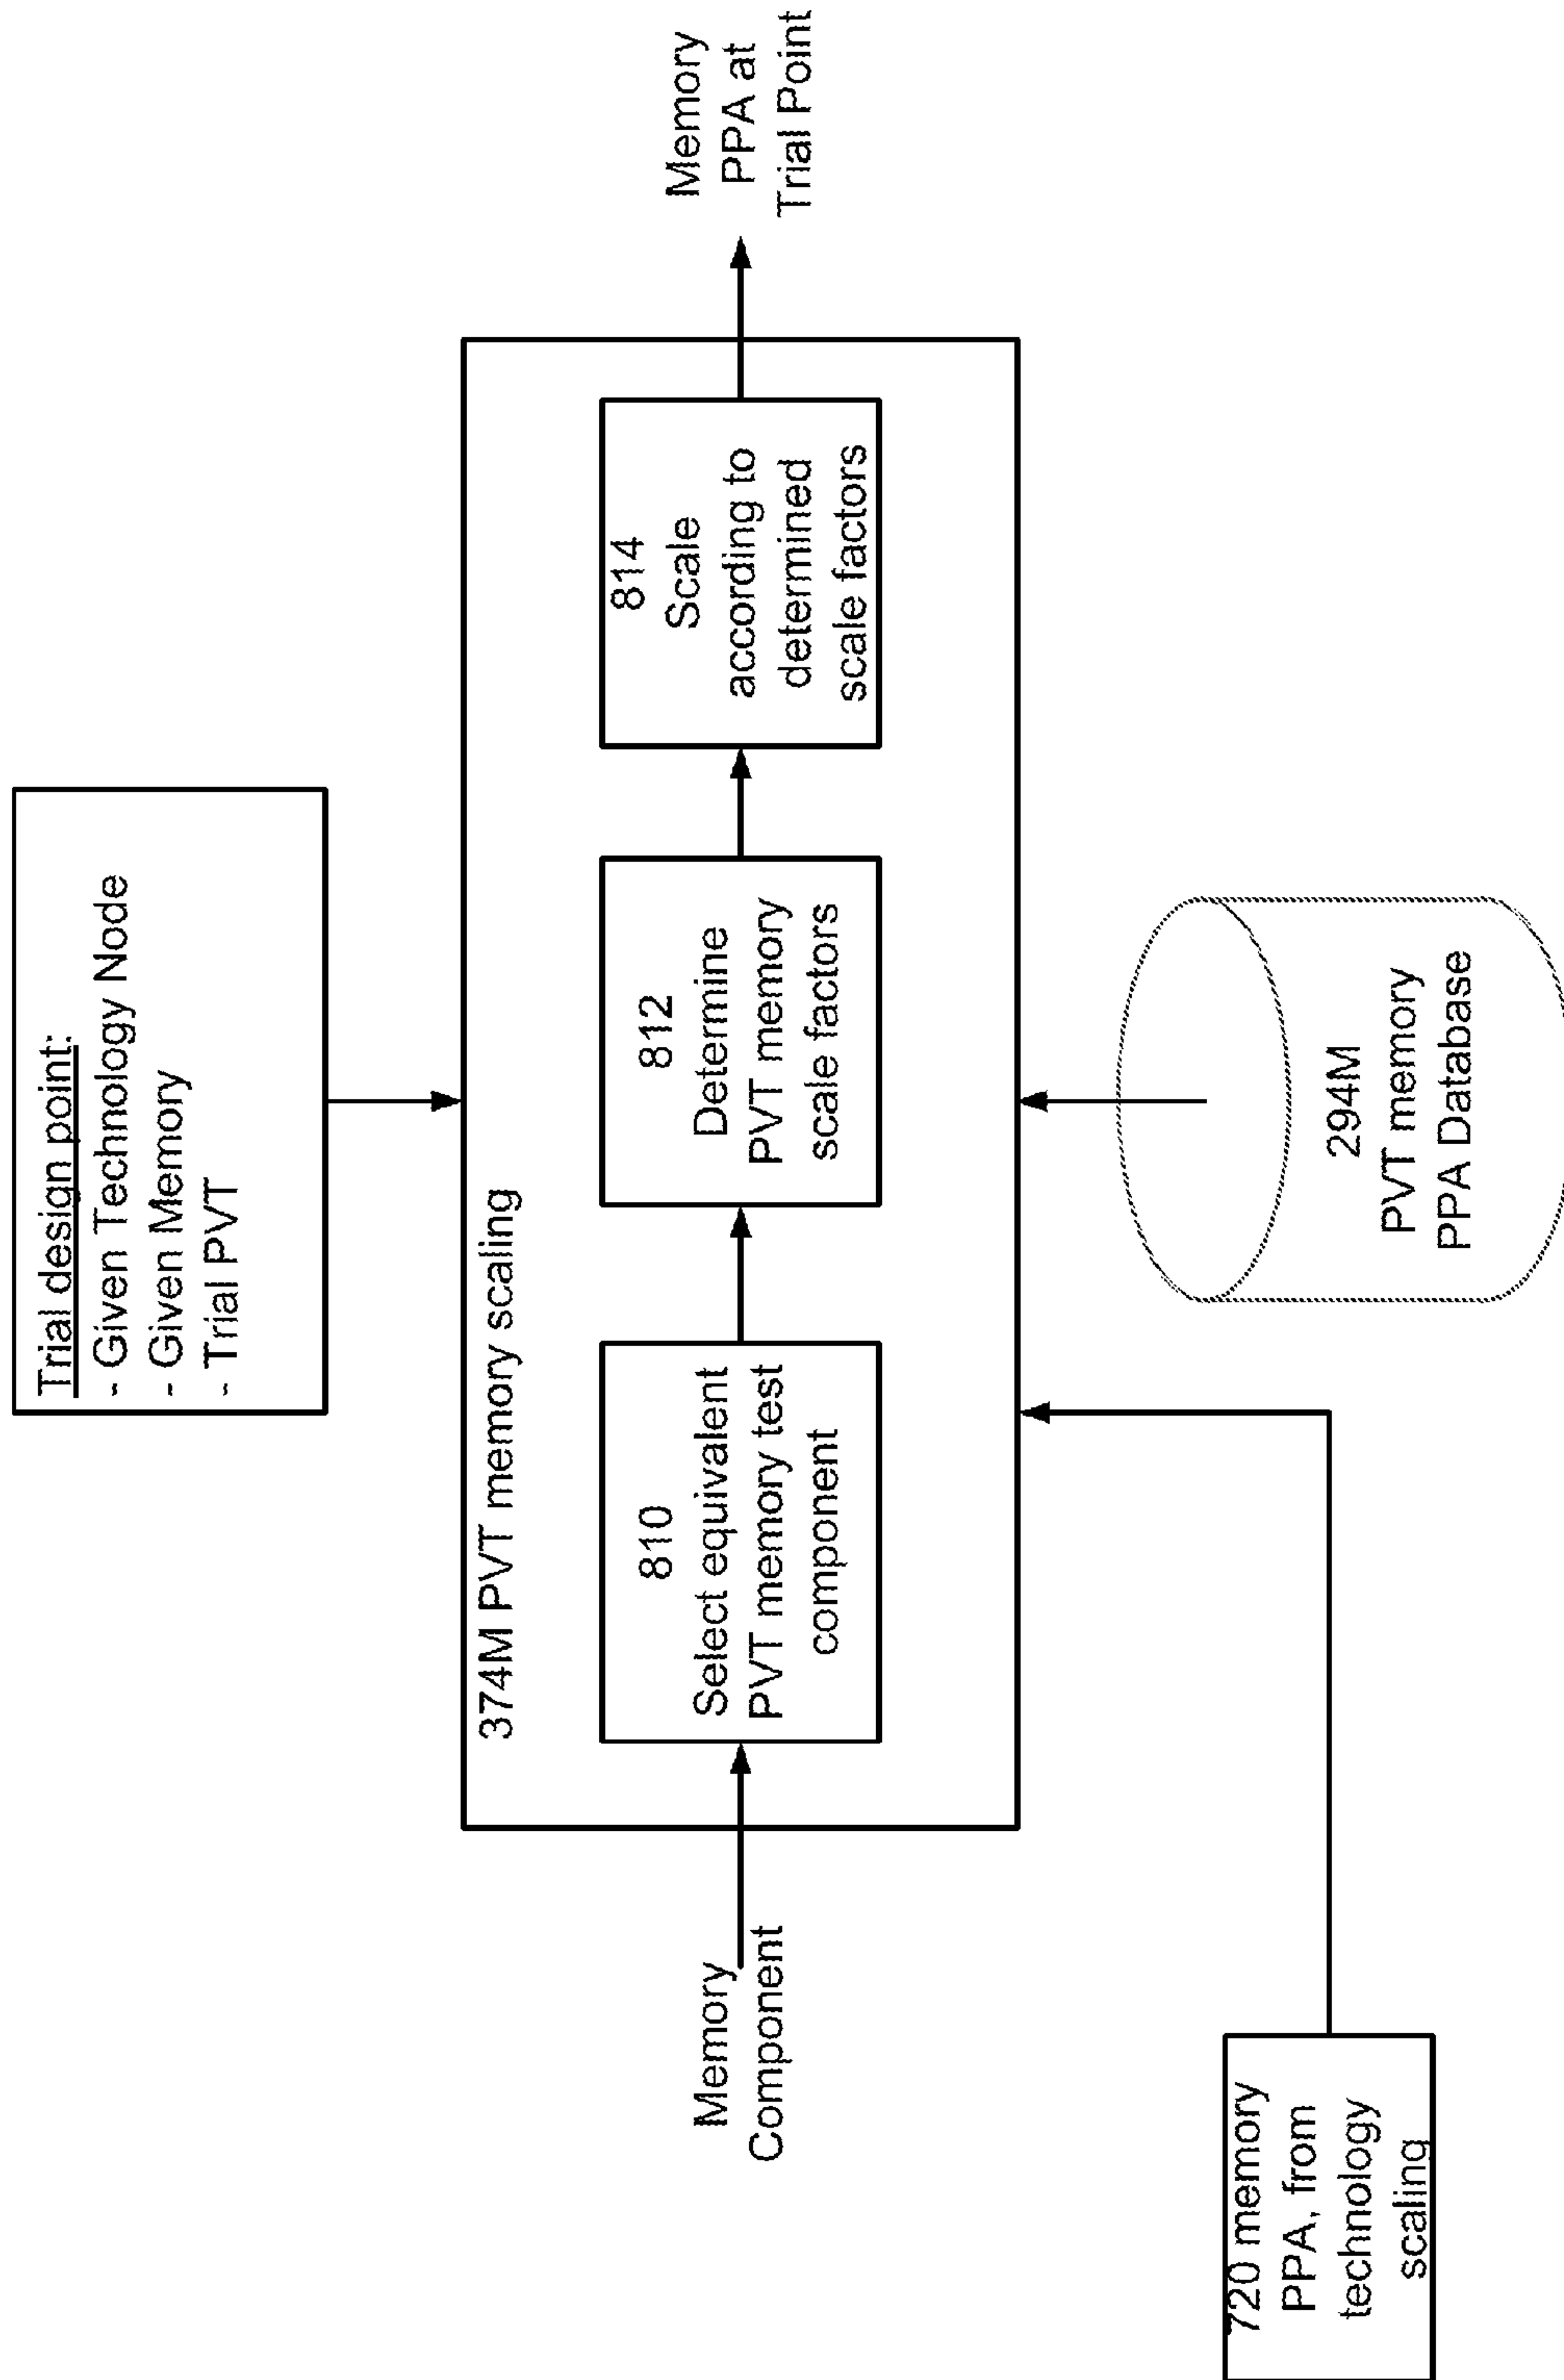 Trial design point:
- Given Technology Node
- Given Memory
- Trial PVT
374M PVT memory scaling
Memory
Component
810
Select equivalent
PVT memory test
component
812
Determine
PVT memory
scale factors
814
Scale
according to
determined
scale factors
Memory
PPA at
Trial Point
720 memory
PPA, from
technology
scaling
294M
PVT memory
PPA Database